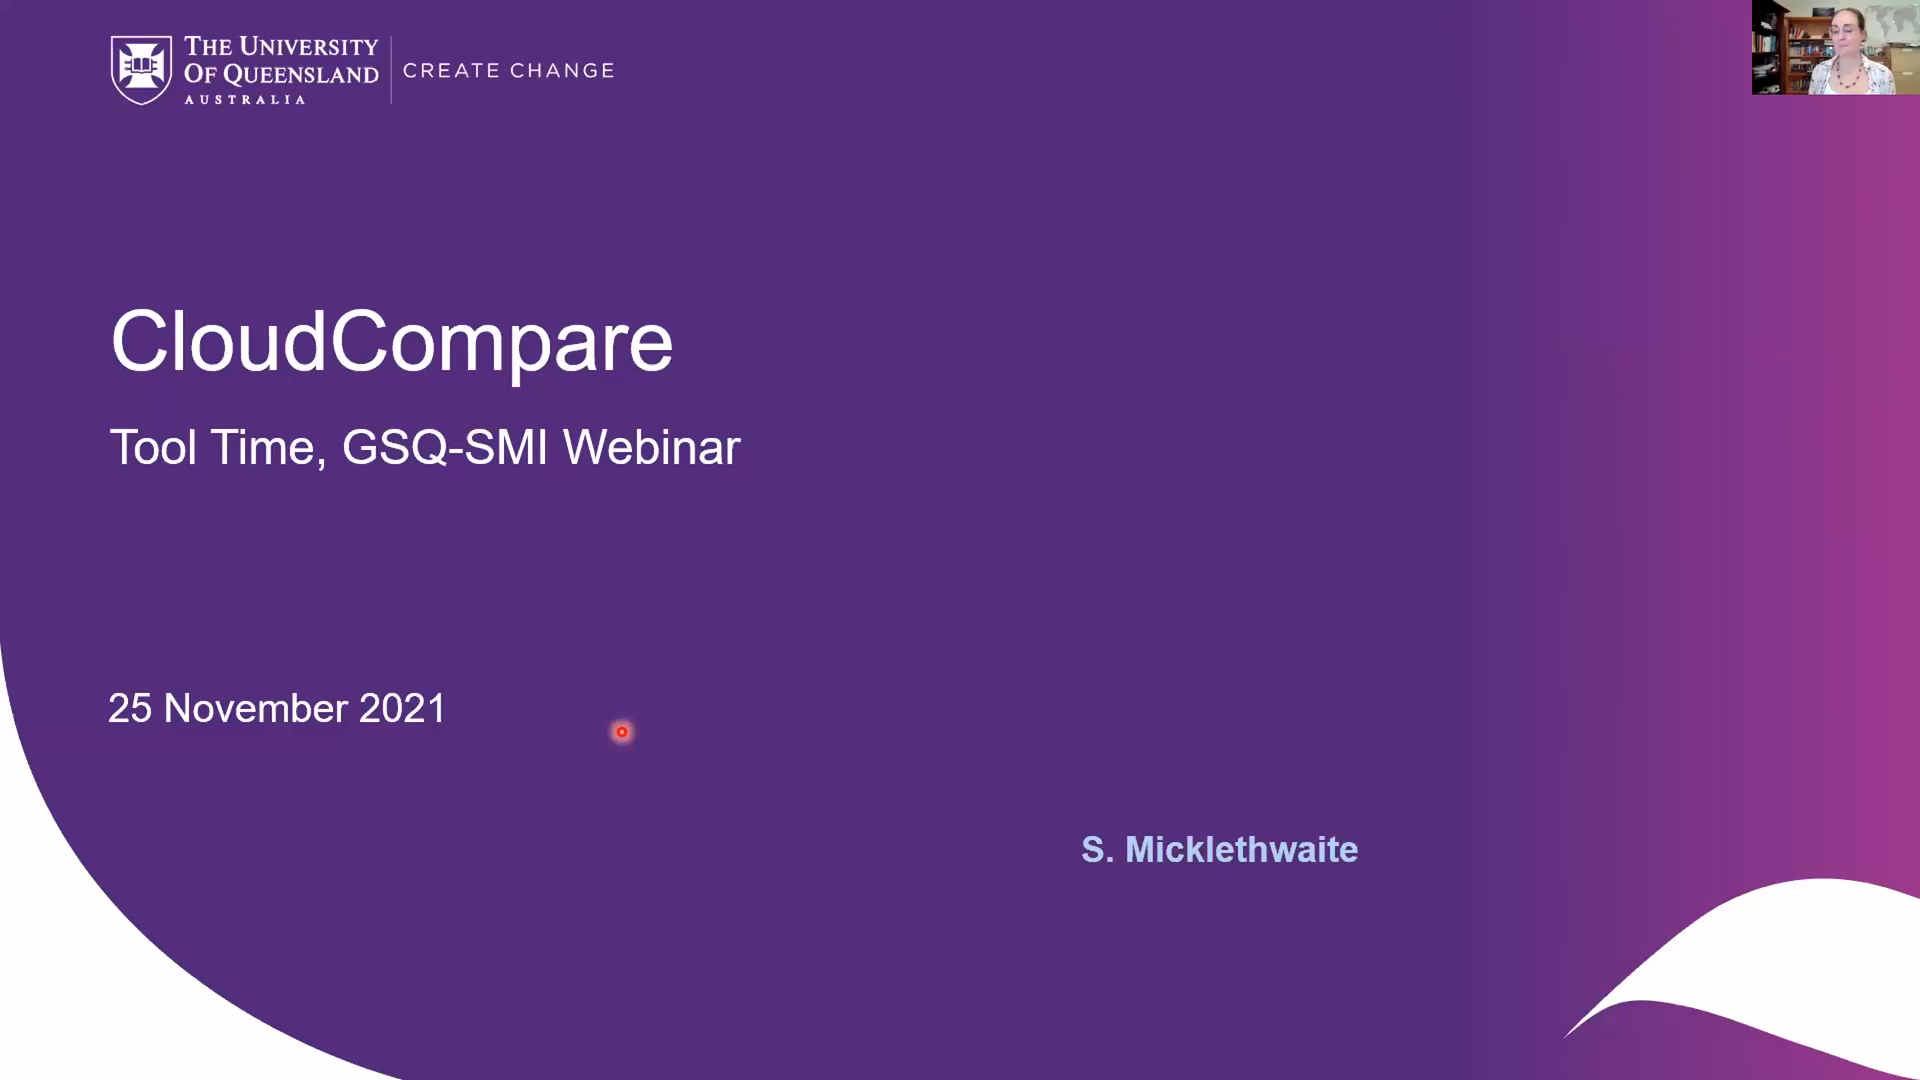 THE UNIVERSITY
OF QUEENSLAND
AUSTRALIA
CREATE CHANGE
CloudCompare
Tool Time, GSQ-SMI Webinar
25 November 2021
S. Micklethwaite